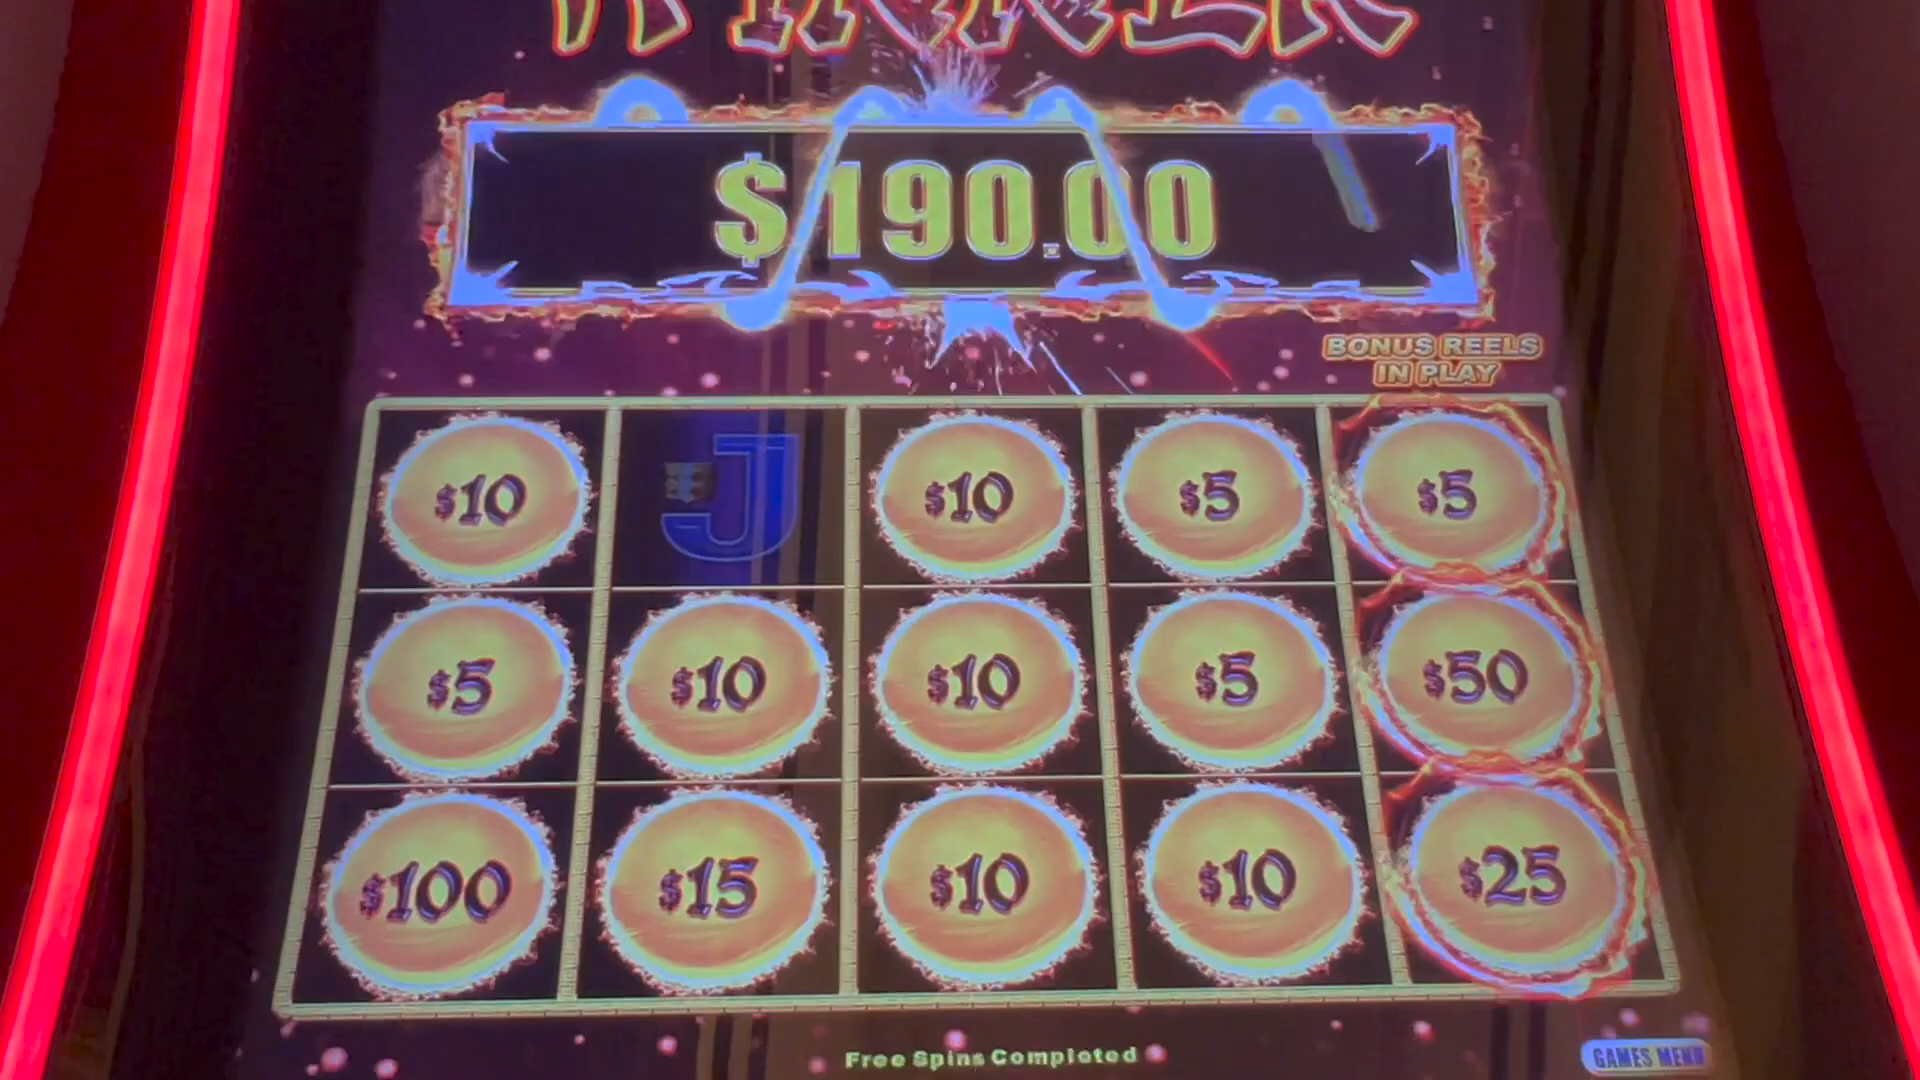 $190.00
BONUS REELS
IN PLAY
$10 J $10 $5 $5
$5 $10 $10 $5 $50
$100 $15 $10 $10 $25
Free Spins Completed
GAMES MENU